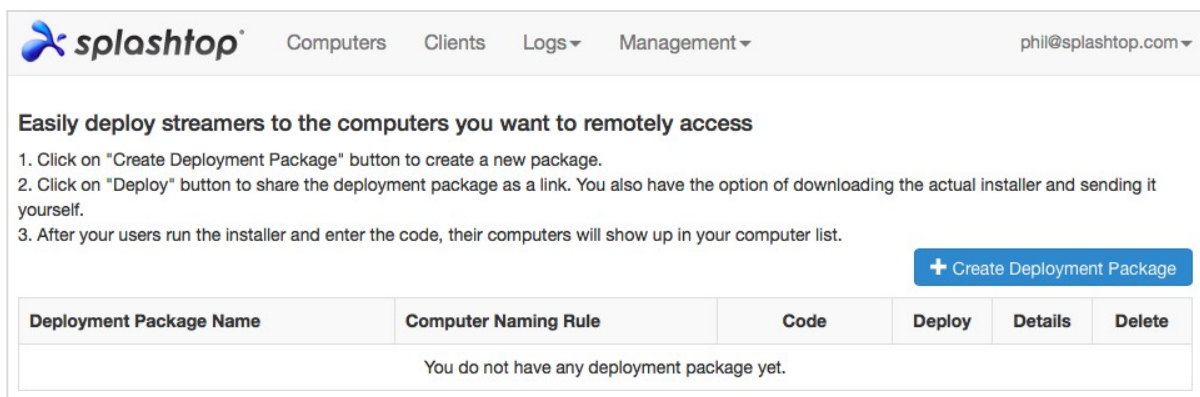 splashtop Computers Clients Logs Management phil@splashtop.com
Easily deploy streamers to the computers you want to remotely access
1. Click on "Create Deployment Package" button to create a new package.
2. Click on "Deploy" button to share the deployment package as a link. You also have the option of downloading the actual installer and sending it
yourself.
3. After your users run the installer and enter the code, their computers will show up in your computer list.
+ Create Deployment Package
Deployment Package Name Computer Naming Rule Code Deploy Details Delete
You do not have any deployment package yet.